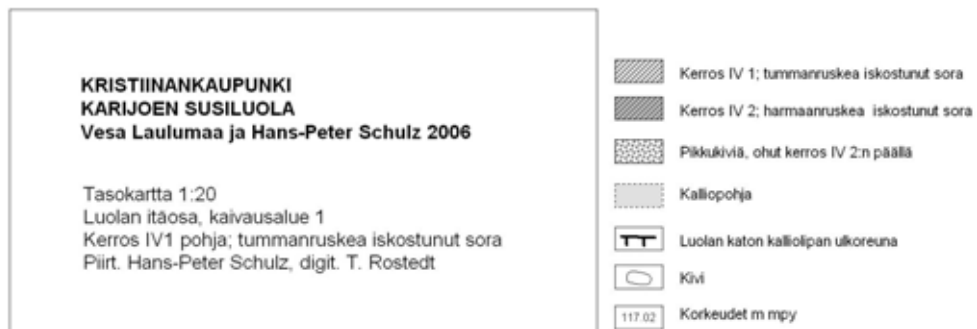 KRISTIINANKAUPUNKI
KARIJOEN SUSILUOLA
Vesa Laulumaa ja Hans-Peter Schulz 2006
Tasokartta 1:20
Luolan itäosa, kaivausalue 1
Kerros IV1 pohja; tummanruskea iskostunut sora
Piirt. Hans-Peter Schulz, digit. T. Rostedt
Kerros IV 1; tummanruskea iskostunut sora
Kerros IV 2; harmaanruskea iskostunut sora
Pikkukiviä, ohut kerros IV 2:n päällä
Kalliopohja
Luolan katon kalliolipan ulkoreuna
Kivi
117.02 Korkeudet m mpy